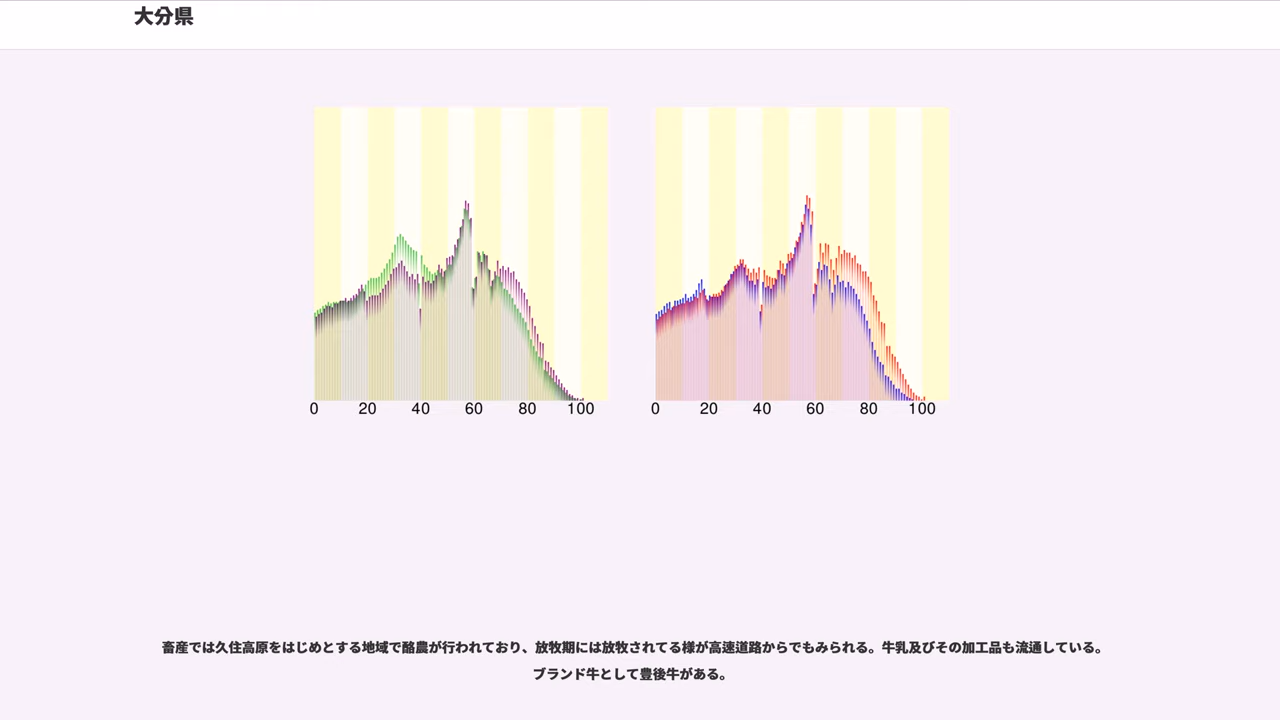 大分県
0 20 40 60 80 100
0 20 40 60 80 100
畜産では久住高原をはじめとする地域で酪農が行われており、放牧期には放牧されてる様が高速道路からでもみられる。牛乳及びその加工品も流通している。
ブランド牛として豊後牛がある。